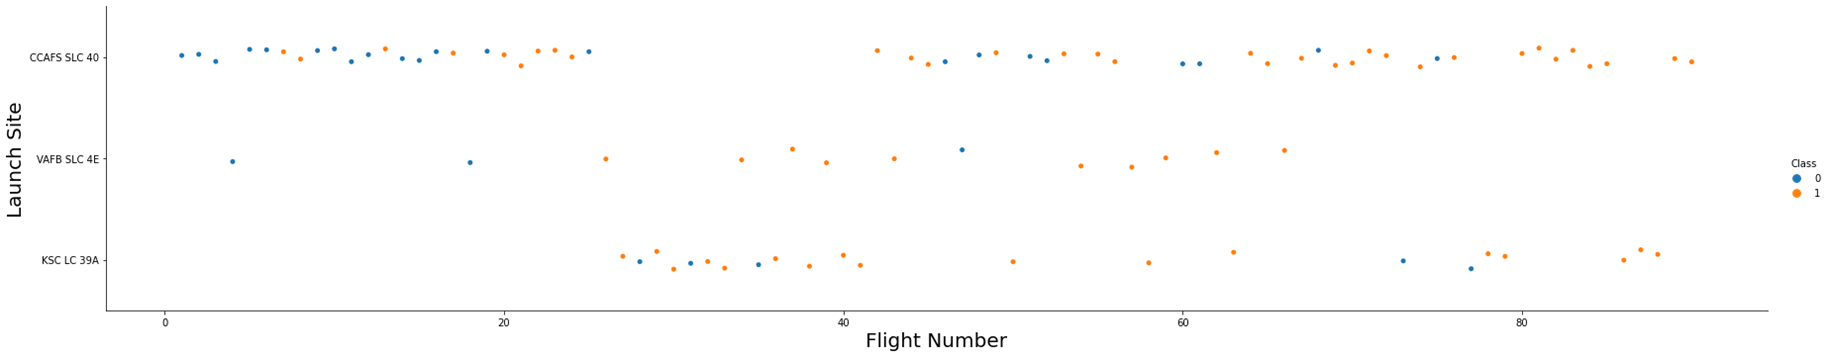 Launch Site
CCAFS SLC 40
VAFB SLC 4E
KSC LC 39A
0 20 40 60 80
Flight Number
Class
0
1